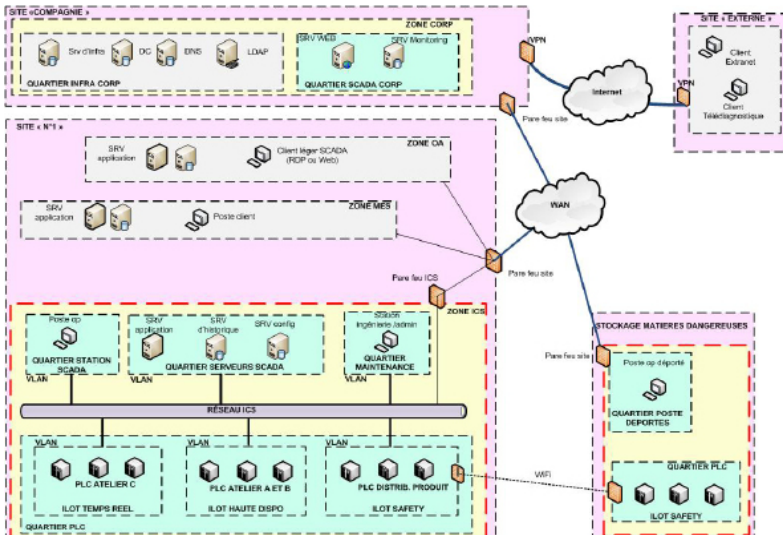 SITE «COMPAGNIE »
ZONE CORP
Srv d'infra
DC
DNS
LDAP
QUARTIER INFRA CORP
SRV WEB
SRV Monitoring
QUARTIER SCADA CORP
VPN
Internet
VPN
SITE « EXTERNE »
Client
Extranet
Client
Télédiagnostique
Pare feu site
SITE « N°1 »
SRV
application
Client léger SCADA
(RDP ou Web)
ZONE OA
SRV
application
Poste client
ZONE MES
WAN
Pare feu site
Pare feu ICS
ZONE ICS
Poste op
QUARTIER STATION
SCADA
VLAN
SRV
application
SRV
d'historique
SRV config
QUARTIER SERVEURS SCADA
VLAN
Station
Ingénierie /admin
QUARTIER
MAINTENANCE
VLAN
RÉSEAU ICS
VLAN
PLC ATELIER C
ILOT TEMPS REEL
VLAN
PLC ATELIER A ET B
ILOT HAUTE DISPO
VLAN
PLC DISTRIB. PRODUIT
ILOT SAFETY
QUARTIER PLC
WIFI
STOCKAGE MATIERES DANGEREUSES
Pare feu site
Poste op déporté
QUARTIER POSTE
DEPORTES
QUARTIER PLC
ILOT SAFETY